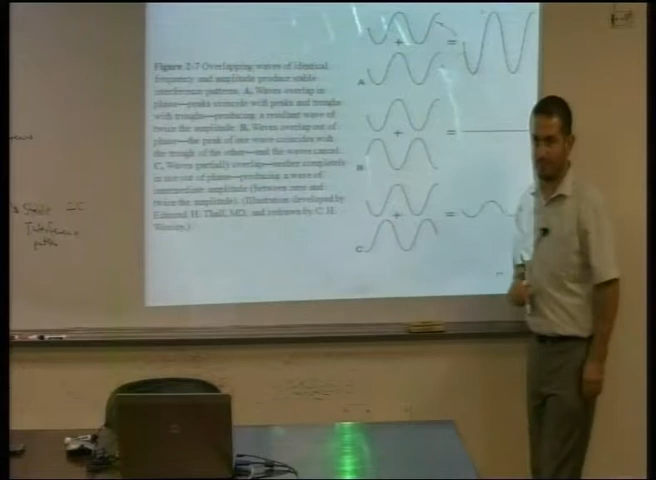 Figure 2-7 Overlapping waves of identical
frequency and amplitude produce stable
interference patterns. A, Waves overlap in
phase—peaks coincide with peaks and troughs
with troughs—producing a resultant wave of
twice the amplitude. B, Waves overlap out of
phase—the peak of one wave coincides with
the trough of the other—and the waves cancel.
C, Waves partially overlap—neither completely
in nor out of phase—producing a wave of
intermediate amplitude (between zero and
twice the amplitude). (Illustration developed by
Edmond H. Thall, MD, and redrawn by C. H.
Wooley.)
+ =
A
+ =
B
+ =
C
Stable
Interference